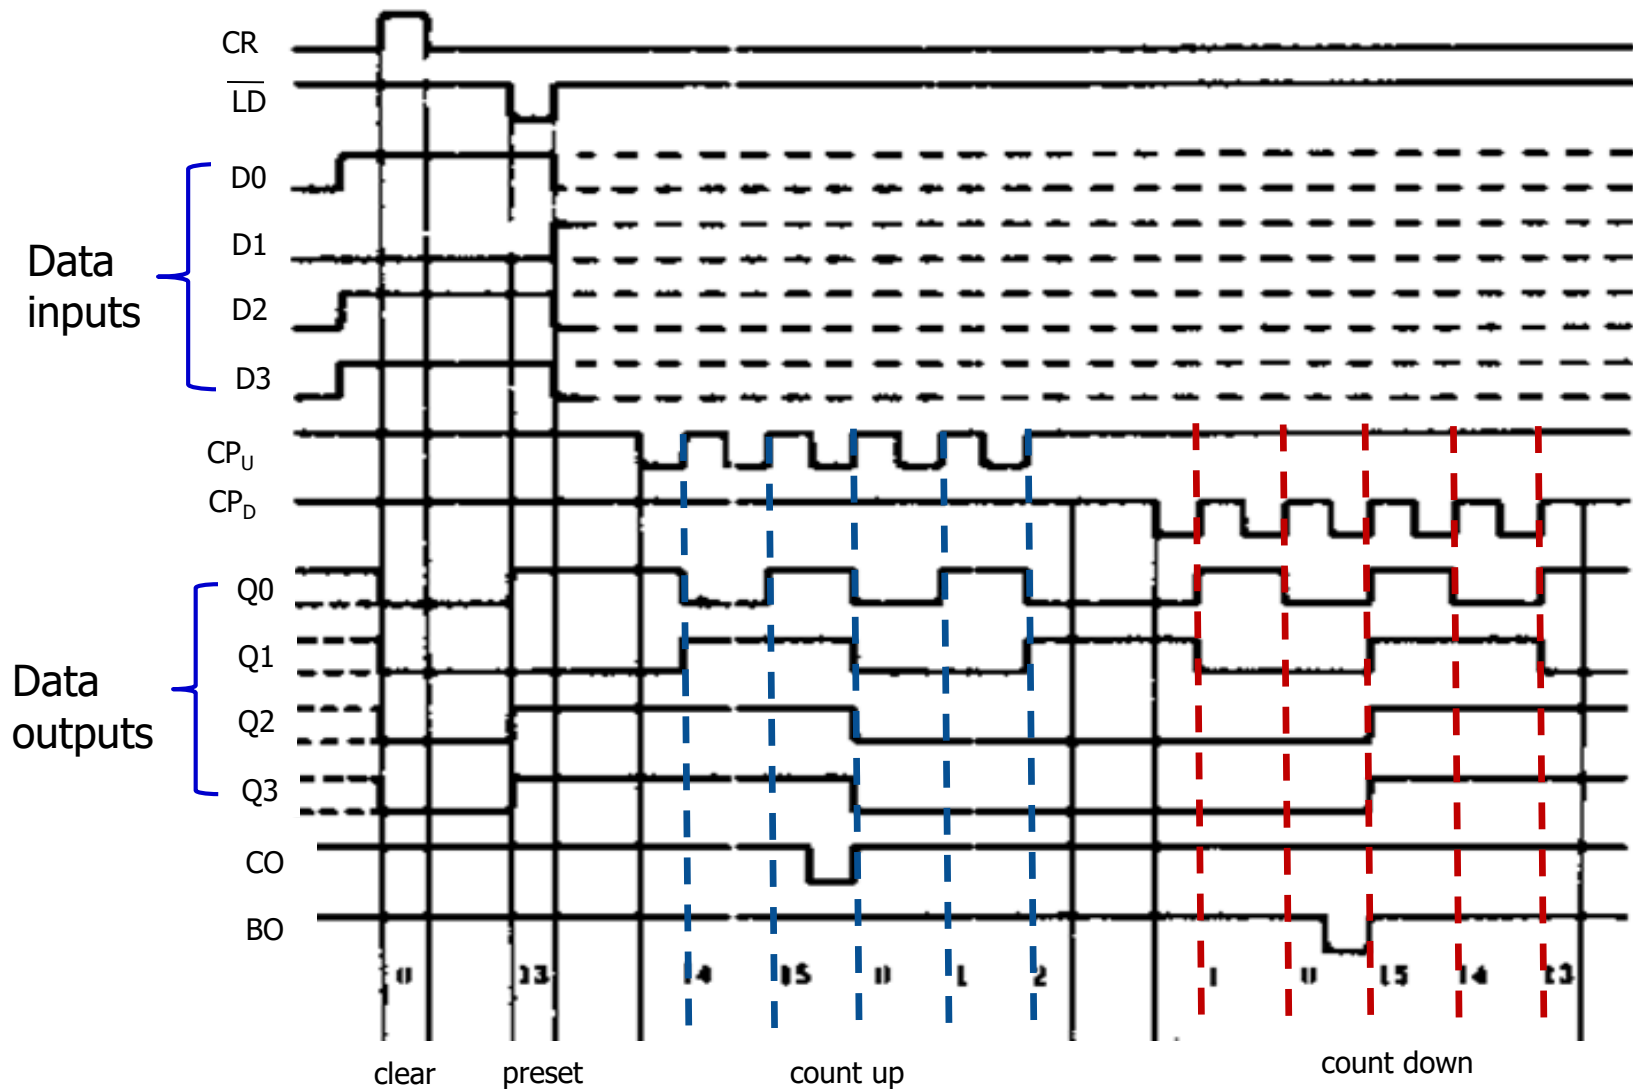 CR
LD
D0
D1
D2
D3
Data
inputs
CPU
CPD
Q0
Q1
Q2
Q3
Data
outputs
CO
BO
0 13 14 15 0 1 2 1 0 15 14 13
clear preset count up count down